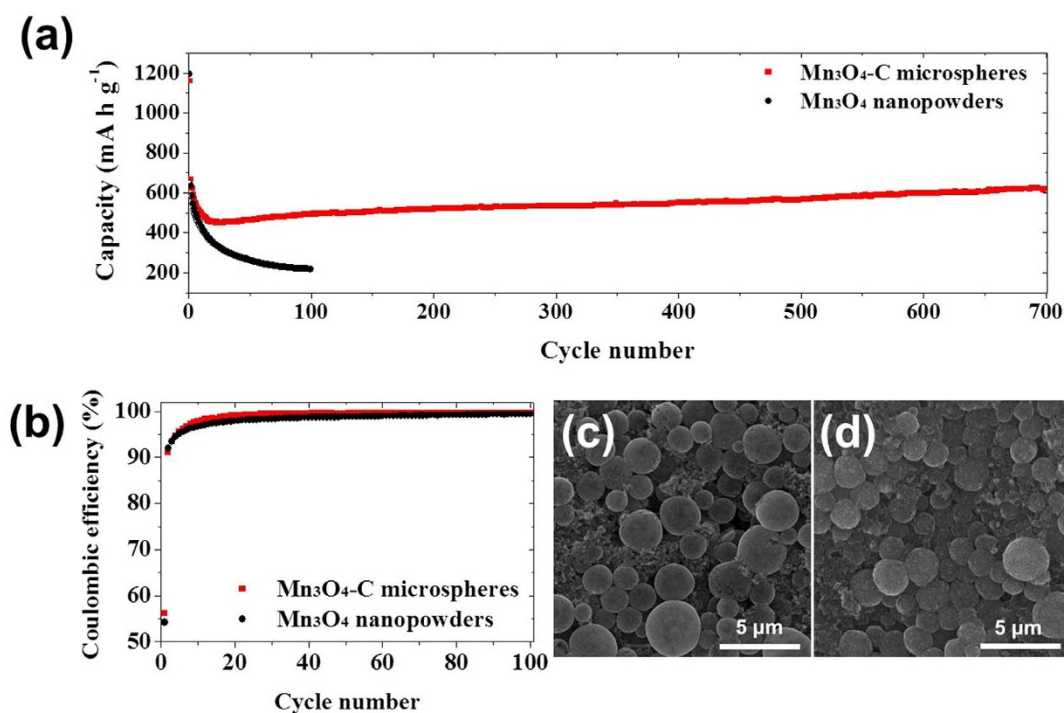 (a)
1200
1000
800
600
400
200
Capacity (mA h g⁻¹)
Mn₃O₄-C microspheres
Mn₃O₄ nanopowders
0 100 200 300 400 500 600 700
Cycle number
(b)
100
90
80
70
60
50
Coulombic efficiency (%)
Mn₃O₄-C microspheres
Mn₃O₄ nanopowders
0 20 40 60 80 100
Cycle number
(c)
5 µm
(d)
5 µm